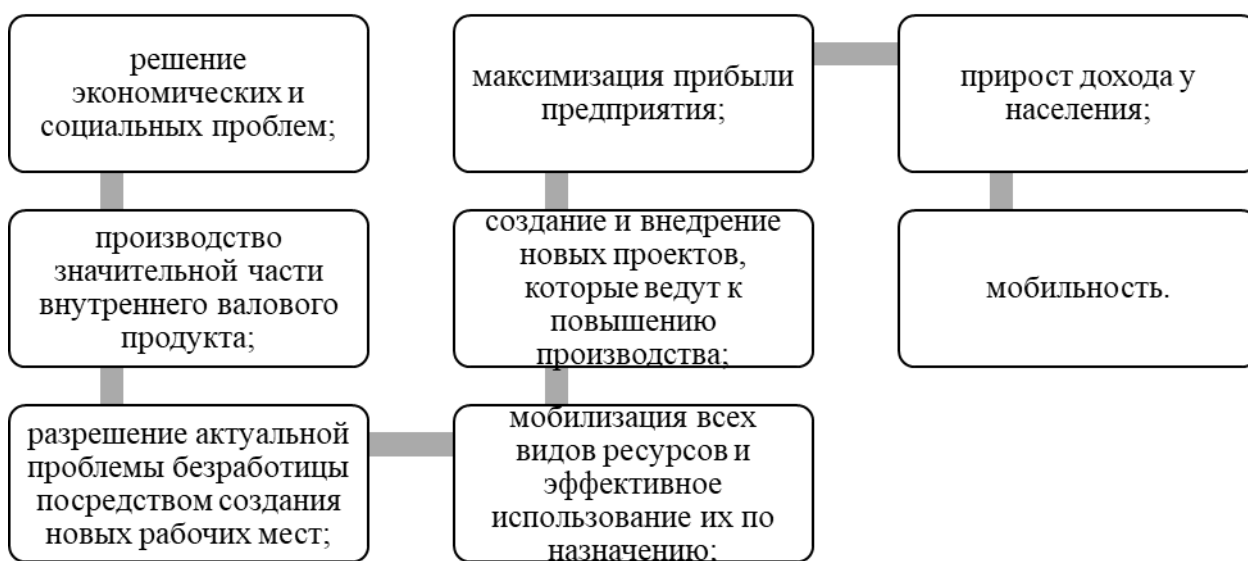 решение
экономических и
социальных проблем;
производство
значительной части
внутреннего валового
продукта;
разрешение актуальной
проблемы безработицы
посредством создания
новых рабочих мест;
мобилизация всех
видов ресурсов и
эффективное
использование их по
назначению;
создание и внедрение
новых проектов,
которые ведут к
повышению
производства;
максимизация прибыли
предприятия;
прирост дохода у
населения;
мобильность.